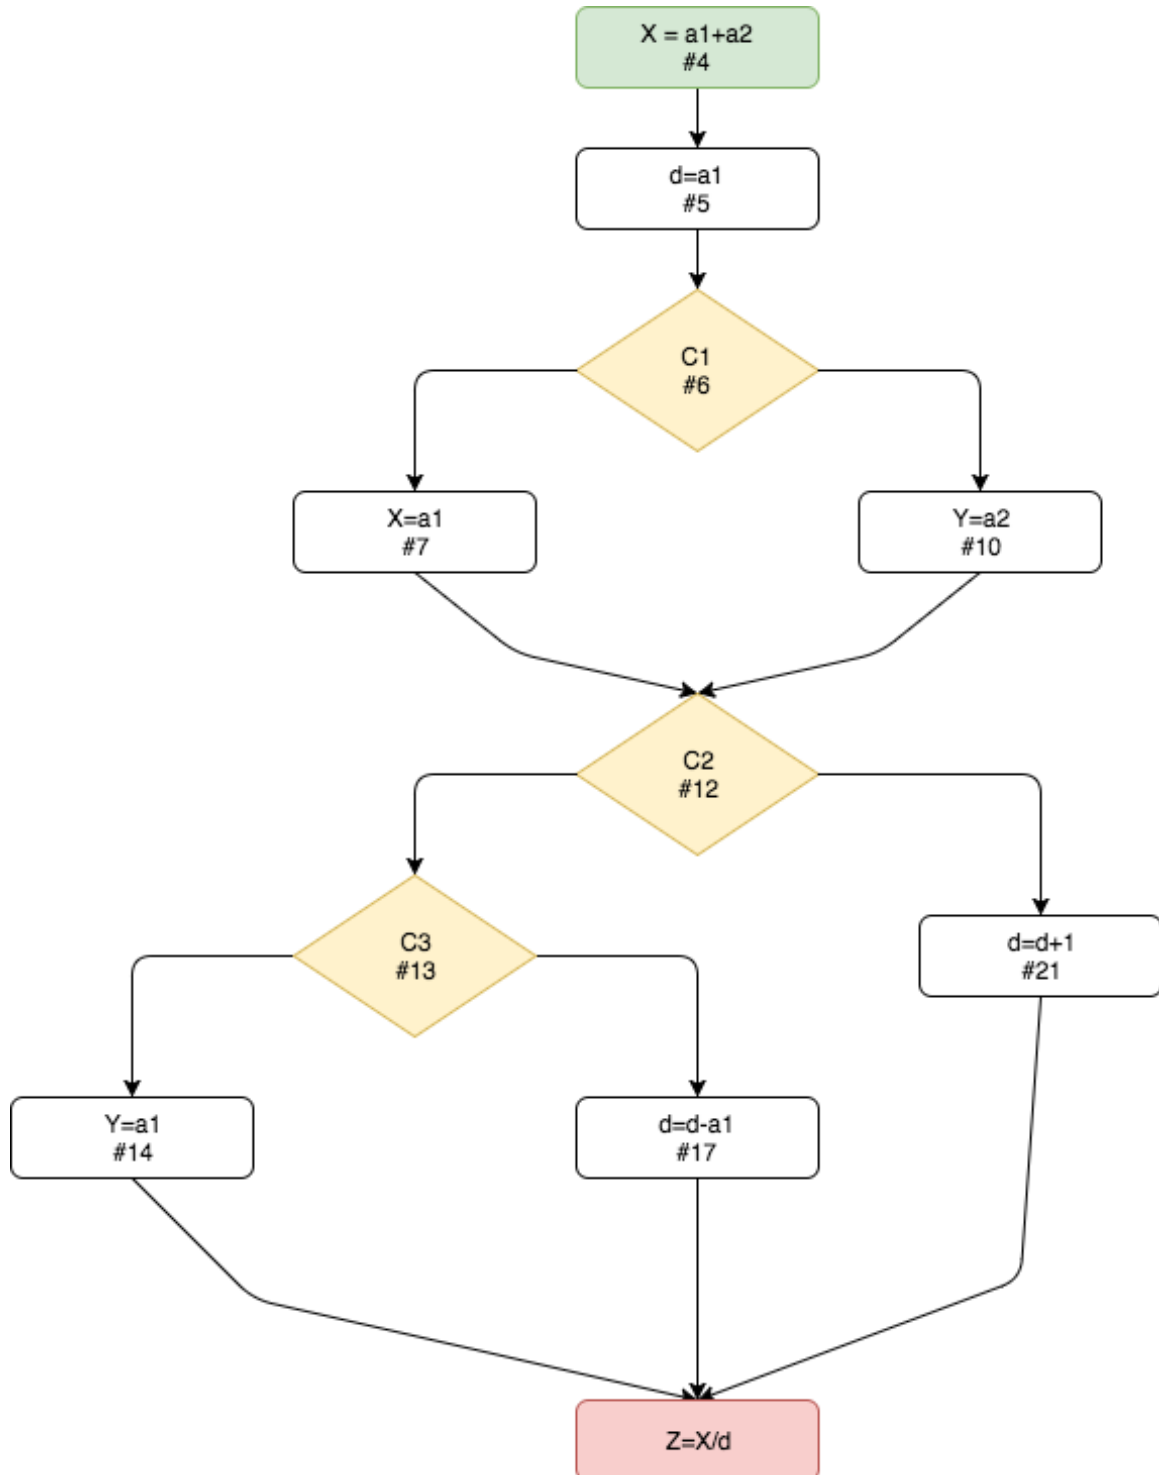 X = a1+a2
#4
d=a1
#5
C1
#6
X=a1
#7
Y=a2
#10
C2
#12
C3
#13
d=d+1
#21
Y=a1
#14
d=d-a1
#17
Z=X/d